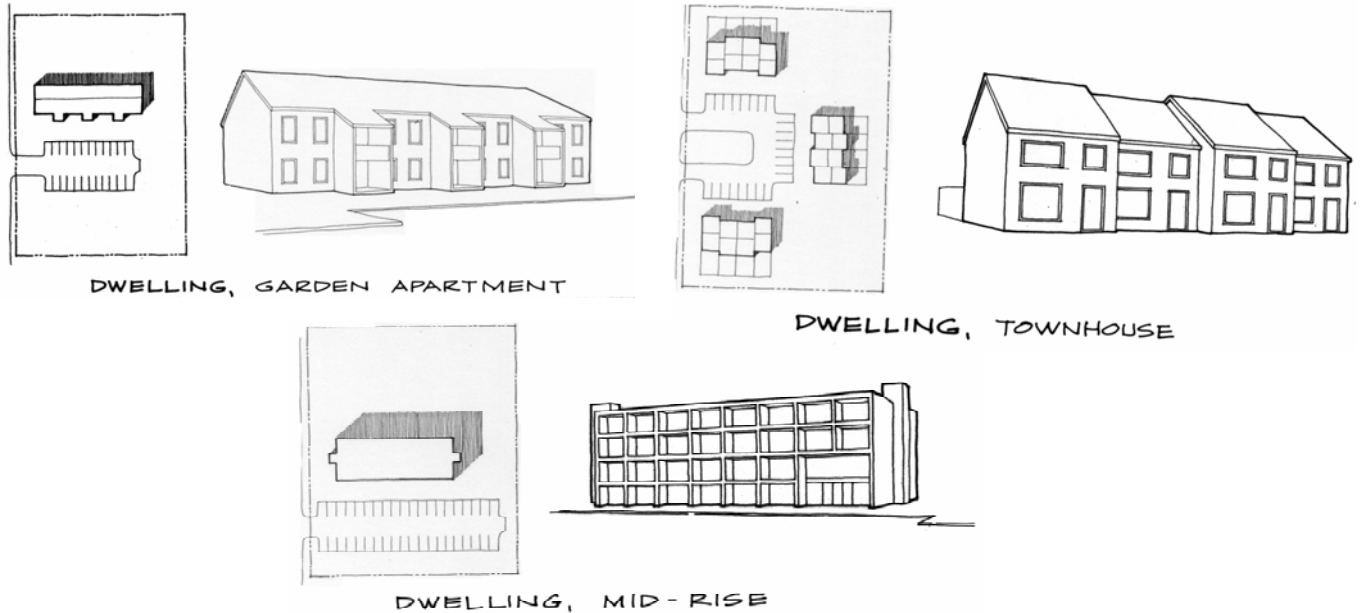 DWELLING, GARDEN APARTMENT
DWELLING, TOWNHOUSE
DWELLING, MID-RISE